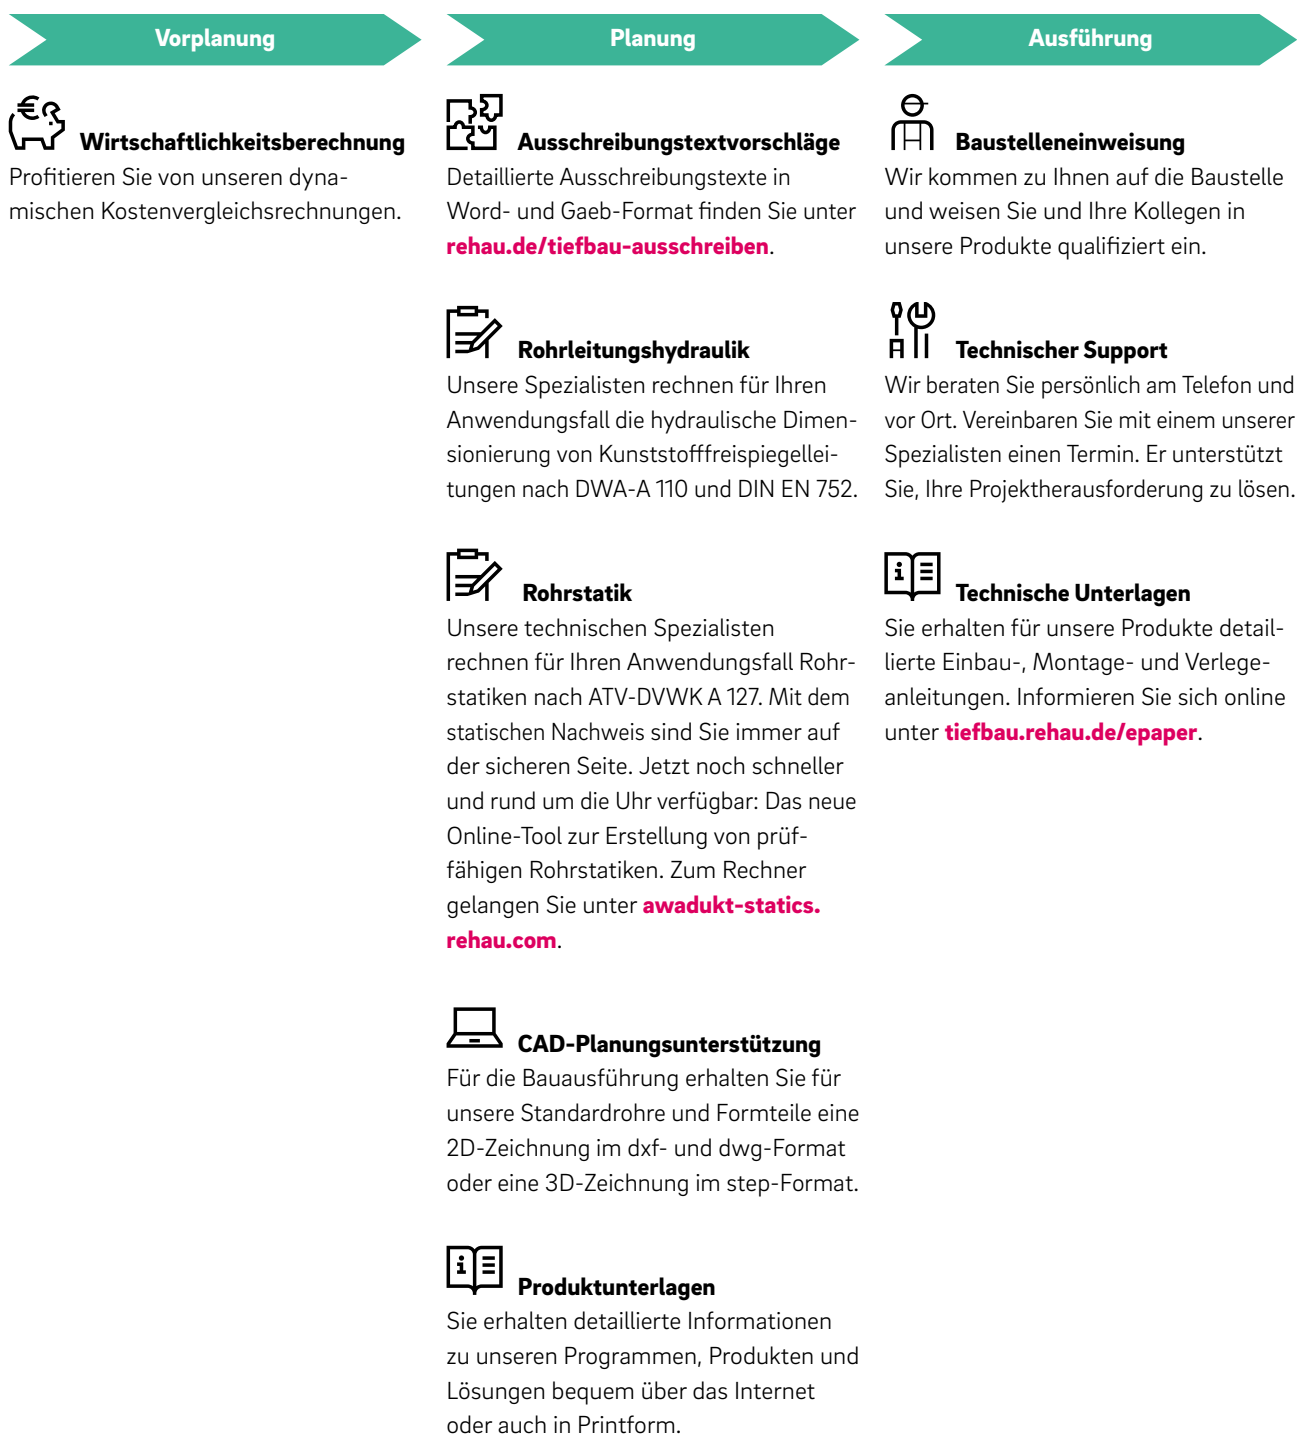 Vorplanung
Wirtschaftlichkeitsberechnung
Profitieren Sie von unseren dyna-
mischen Kostenvergleichsrechnungen.
Planung
Ausschreibungstextvorschläge
Detaillierte Ausschreibungstexte in
Word- und Gaeb-Format finden Sie unter
rehau.de/tiefbau-ausschreiben.
Rohrleitungshydraulik
Unsere Spezialisten rechnen für Ihren
Anwendungsfall die hydraulische Dimen-
sionierung von Kunststofffreispiegellei-
tungen nach DWA-A 110 und DIN EN 752.
Rohrstatik
Unsere technischen Spezialisten
rechnen für Ihren Anwendungsfall Rohr-
statiken nach ATV-DVWK A 127. Mit dem
statischen Nachweis sind Sie immer auf
der sicheren Seite. Jetzt noch schneller
und rund um die Uhr verfügbar: Das neue
Online-Tool zur Erstellung von prüf-
fähigen Rohrstatiken. Zum Rechner
gelangen Sie unter awadukt-statics.
rehau.com.
CAD-Planungsunterstützung
Für die Bauausführung erhalten Sie für
unsere Standardrohre und Formteile eine
2D-Zeichnung im dxf- und dwg-Format
oder eine 3D-Zeichnung im step-Format.
Produktunterlagen
Sie erhalten detaillierte Informationen
zu unseren Programmen, Produkten und
Lösungen bequem über das Internet
oder auch in Printform.
Ausführung
Baustelleneinweisung
Wir kommen zu Ihnen auf die Baustelle
und weisen Sie und Ihre Kollegen in
unsere Produkte qualifiziert ein.
Technischer Support
Wir beraten Sie persönlich am Telefon und
vor Ort. Vereinbaren Sie mit einem unserer
Spezialisten einen Termin. Er unterstützt
Sie, Ihre Projektherausforderung zu lösen.
Technische Unterlagen
Sie erhalten für unsere Produkte detail-
lierte Einbau-, Montage- und Verlege-
anleitungen. Informieren Sie sich online
unter tiefbau.rehau.de/epaper.